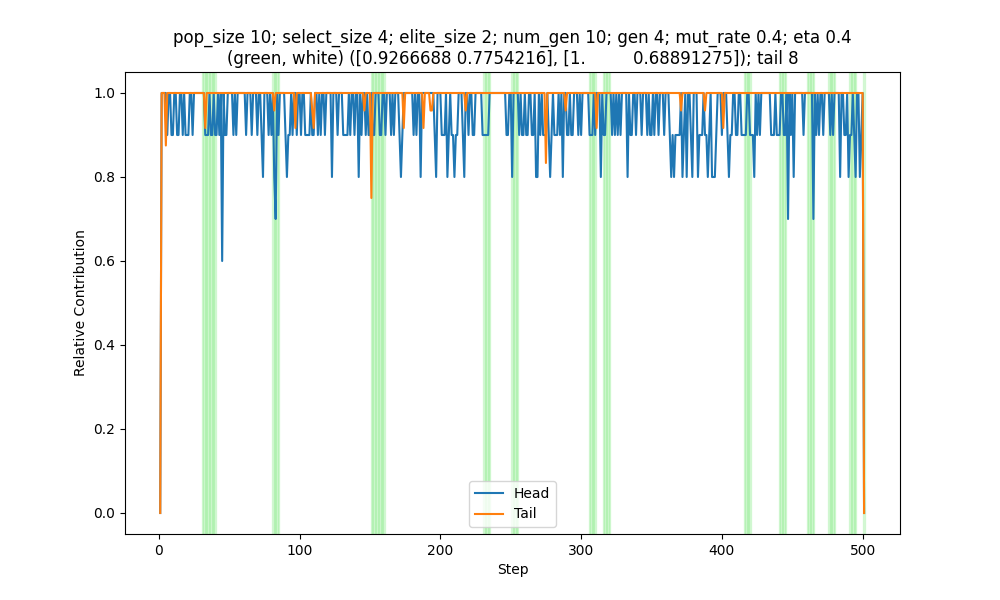 pop_size 10; select_size 4; elite_size 2; num_gen 10; gen 4; mut_rate 0.4; eta 0.4
(green, white) ([0.9266688 0.7754216], [1.         0.68891275]); tail 8
Relative Contribution
1.0
0.8
0.6
0.4
0.2
0.0
Head
Tail
0 100 200 300 400 500
Step